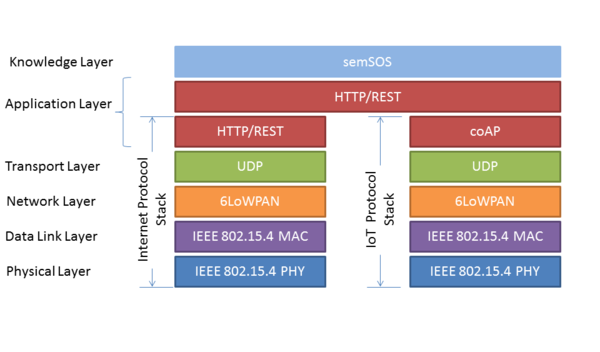 Knowledge Layer
semSOS
Application Layer
HTTP/REST
HTTP/REST
coAP
Transport Layer
UDP
UDP
Network Layer
6LoWPAN
6LoWPAN
Data Link Layer
IEEE 802.15.4 MAC
IEEE 802.15.4 MAC
Physical Layer
IEEE 802.15.4 PHY
IEEE 802.15.4 PHY
Internet Protocol
Stack
IoT Protocol
Stack